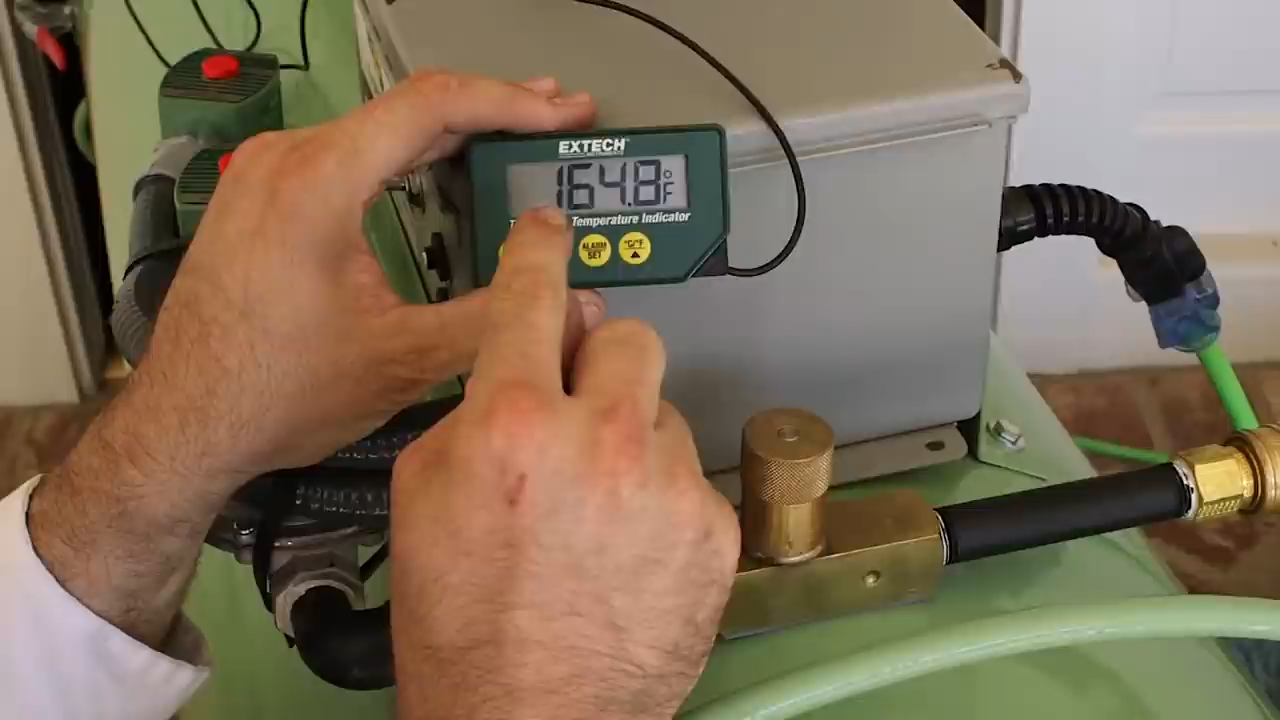 EXTECH
164.8°F
Temperature Indicator
ALARM SET
°C/°F